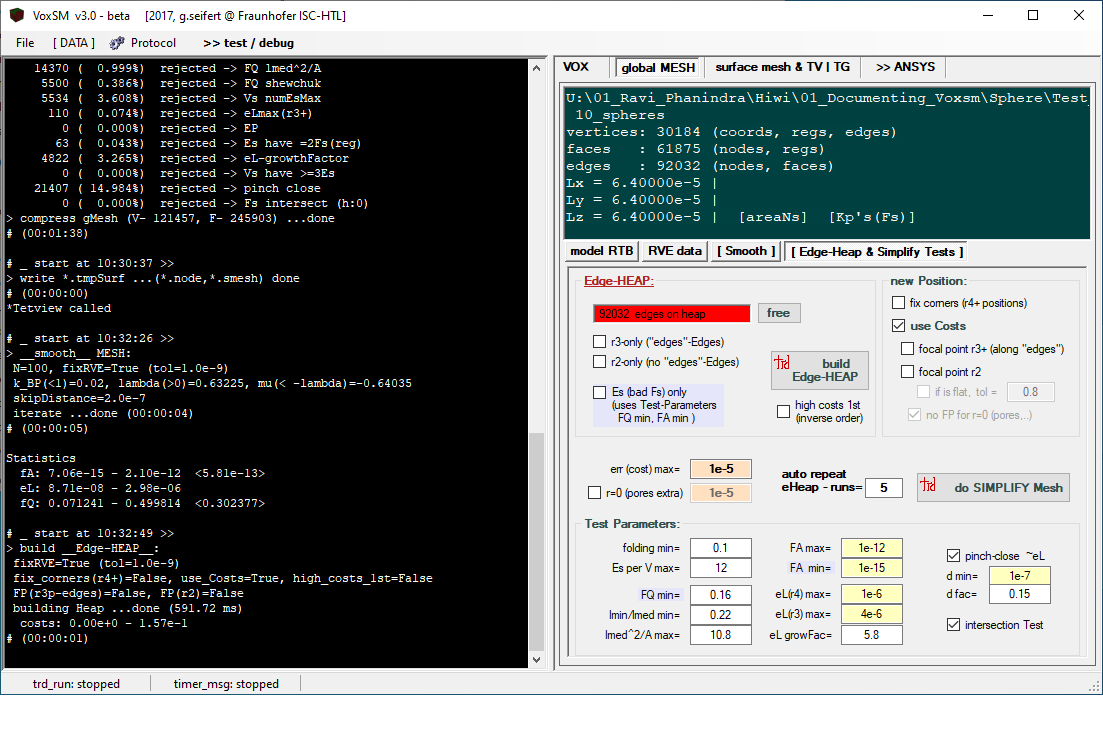 VoxSM v3.0 - beta [2017, g.seifert @ Fraunhofer ISC-HTL]
File [ DATA ] Protocol >> test / debug
14370 ( 0.999%) rejected -> FQ lmed^2/A
5500 ( 0.386%) rejected -> FQ shewchuk
5534 ( 3.608%) rejected -> Vs numEsMax
110 ( 0.074%) rejected -> eLmax(r3+)
0 ( 0.000%) rejected -> EP
63 ( 0.043%) rejected -> Es have =2Fs(reg)
4822 ( 3.265%) rejected -> eL-growthFactor
0 ( 0.000%) rejected -> Vs have >=3Es
21407 ( 14.984%) rejected -> pinch close
0 ( 0.000%) rejected -> Fs intersect (h:0)
> compress gMesh (V- 121457, F- 245903) ...done
# (00:01:38)
# _ start at 10:30:37 >>
> write *.tmpSurf ...(*.node,*.smesh) done
# (00:00:00)
*Tetview called
# _ start at 10:32:26 >>
> __smooth__ MESH:
N=100, fixRVE=True (tol=1.0e-9)
k_BP(<1)=0.02, lambda(>0)=0.63225, mu(< -lambda)=-0.64035
skipDistance=2.0e-7
iterate ...done (00:00:04)
# (00:00:05)
Statistics
fA: 7.06e-15 - 2.10e-12 <5.81e-13>
eL: 8.71e-08 - 2.98e-06
fQ: 0.071241 - 0.499814 <0.302377>
# _ start at 10:32:49 >>
> build __Edge-HEAP__:
fixRVE=True (tol=1.0e-9)
fix_corners(r4+)=False, use_Costs=True, high_costs_1st=False
FP(r3p-edges)=False, FP(r2)=False
building Heap ...done (591.72 ms)
costs: 0.00e+0 - 1.57e-1
# (00:00:01)
VOX global MESH surface mesh & TV | TG >> ANSYS
U:\01_Ravi_Phanindra\Hiwi\01_Documenting_Voxsm\Sphere\Test_
10_spheres
vertices: 30184 (coords, regs, edges)
faces : 61875 (nodes, regs)
edges : 92032 (nodes, faces)
Lx = 6.40000e-5 |
Ly = 6.40000e-5 |
Lz = 6.40000e-5 | [areaNs] [Kp's(Fs)]
model RTB RVE data [ Smooth ] [ Edge-Heap & Simplify Tests ]
Edge-HEAP:
92032 edges on heap free
r3-only ("edges"-Edges)
r2-only (no "edges"-Edges)
Es (bad Fs) only
(uses Test-Parameters
FQ min, FA min )
trd build
Edge-HEAP
high costs 1st
(inverse order)
new Position:
fix corners (r4+ positions)
use Costs
focal point r3+ (along "edges")
focal point r2
if is flat, tol = 0.8
no FP for r=0 (pores,..)
err (cost) max= 1e-5
r=0 (pores extra) 1e-5
auto repeat
eHeap - runs= 5
trd do SIMPLIFY Mesh
Test Parameters:
folding min= 0.1
Es per V max= 12
FQ min= 0.16
lmin/lmed min= 0.22
lmed^2/A max= 10.8
FA max= 1e-12
FA min= 1e-15
eL(r4) max= 1e-6
eL(r3) max= 4e-6
eL growFac= 5.8
pinch-close ~eL
d min= 1e-7
d fac= 0.15
intersection Test
trd_run: stopped timer_msg: stopped